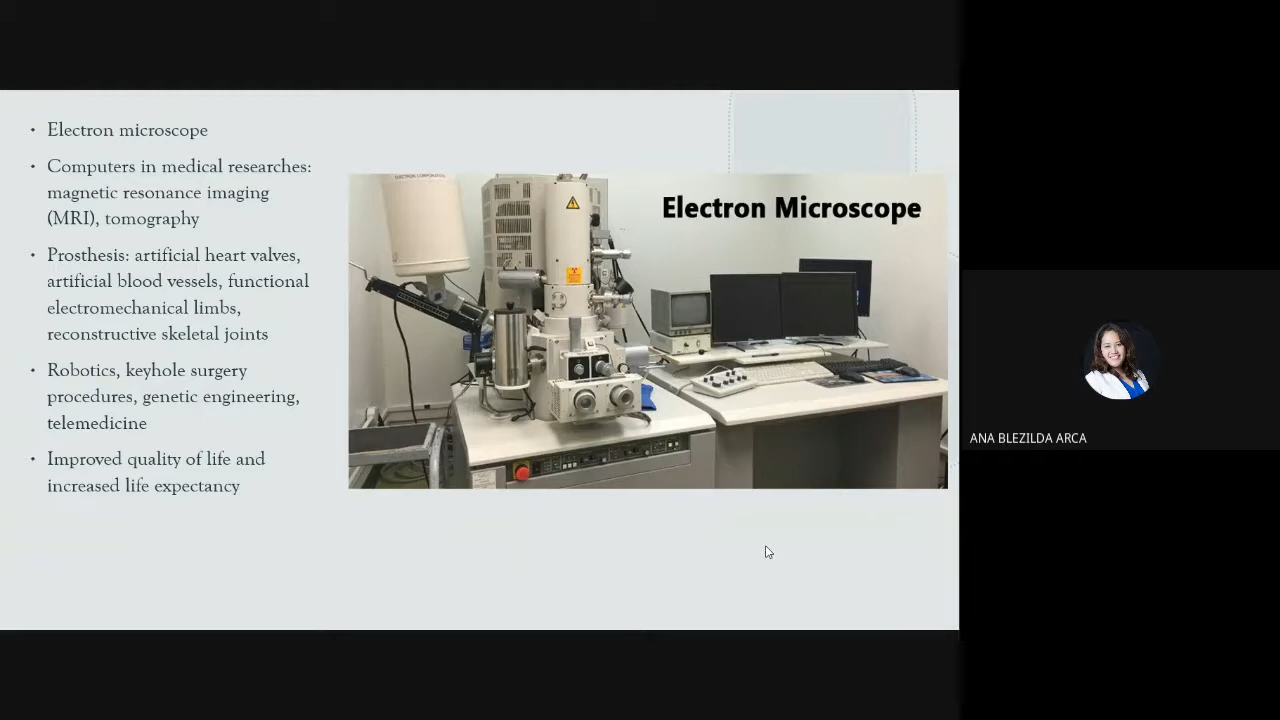 • Electron microscope
• Computers in medical researches:
magnetic resonance imaging
(MRI), tomography
• Prosthesis: artificial heart valves,
artificial blood vessels, functional
electromechanical limbs,
reconstructive skeletal joints
• Robotics, keyhole surgery
procedures, genetic engineering,
telemedicine
• Improved quality of life and
increased life expectancy
Electron Microscope
ANA BLEZILDA ARCA